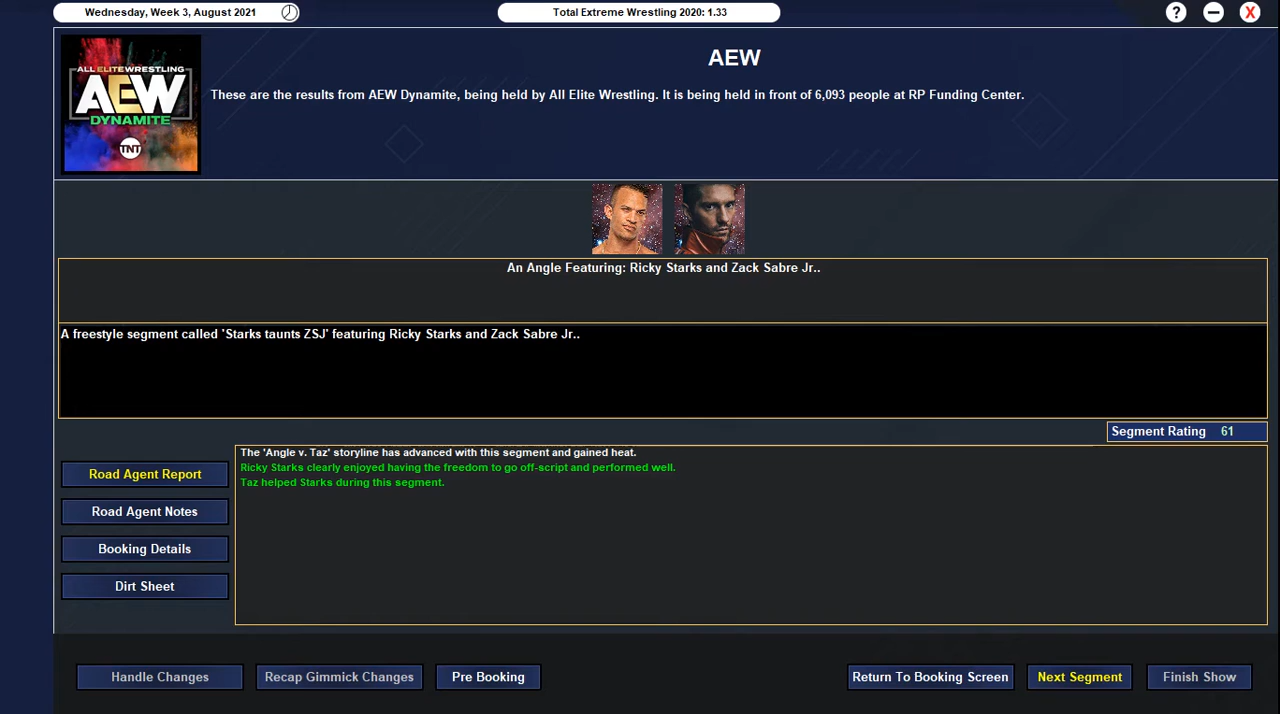 Wednesday, Week 3, August 2021
Total Extreme Wrestling 2020: 1.33
?
X
ALL ELITE WRESTLING
AEW
DYNAMITE
TNT
AEW
These are the results from AEW Dynamite, being held by All Elite Wrestling. It is being held in front of 6,093 people at RP Funding Center.
An Angle Featuring: Ricky Starks and Zack Sabre Jr..
A freestyle segment called 'Starks taunts ZSJ' featuring Ricky Starks and Zack Sabre Jr..
Segment Rating 61
Road Agent Report
Road Agent Notes
Booking Details
Dirt Sheet
The 'Angle v. Taz' storyline has advanced with this segment and gained heat.
Ricky Starks clearly enjoyed having the freedom to go off-script and performed well.
Taz helped Starks during this segment.
Handle Changes
Recap Gimmick Changes
Pre Booking
Return To Booking Screen
Next Segment
Finish Show